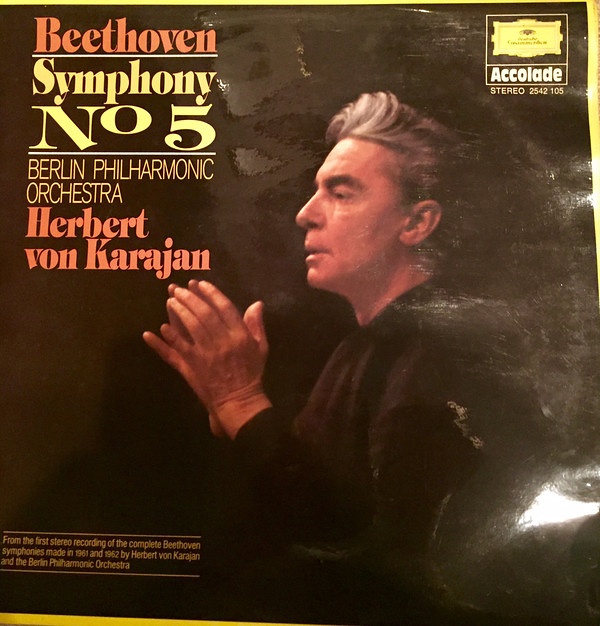 Beethoven
Symphony
No 5
BERLIN PHILHARMONIC
ORCHESTRA
Herbert
von Karajan
Deutsche
Grammophon
Accolade
STEREO 2542 105
From the first stereo recording of the complete Beethoven
symphonies made in 1961 and 1962 by Herbert von Karajan
and the Berlin Philharmonic Orchestra